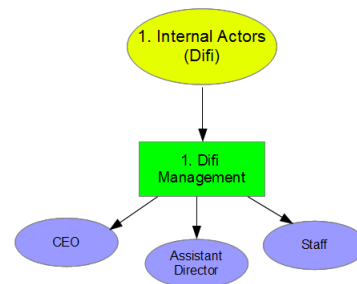 1. Internal Actors
(Difi)
1. Difi
Management
CEO
Assistant
Director
Staff